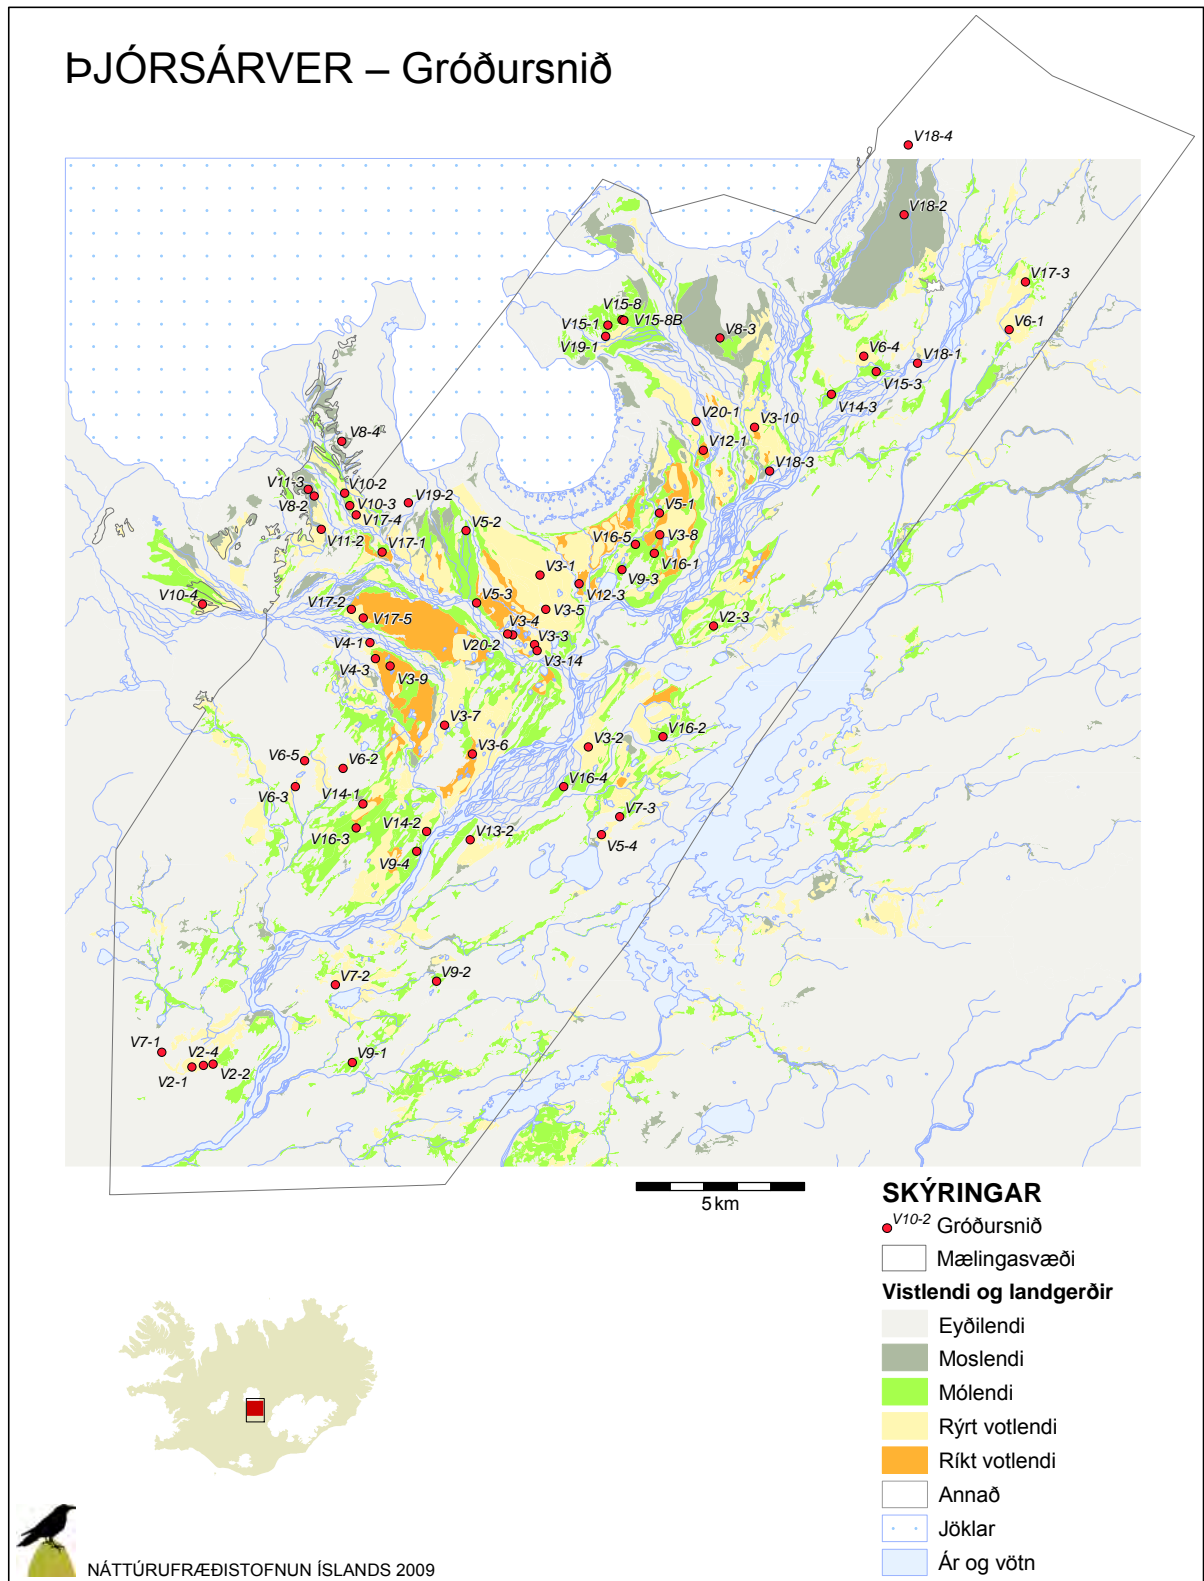 ÞJÓRSÁRVER – Gróðursnið
V18-4
V18-2
V17-3
V15-8
V15-1
V15-8B
V6-1
V8-3
V19-1
V6-4
V18-1
V15-3
V14-3
V20-1
V3-10
V8-4
V12-1
V18-3
V11-3
V10-2
V8-2
V10-3
V19-2
V17-4
V5-2
V5-1
V11-2
V16-5
V3-8
V17-1
V16-1
V3-1
V9-3
V12-3
V10-4
V17-2
V5-3
V3-5
V17-5
V3-4
V2-3
V4-1
V20-2
V3-3
V3-14
V4-3
V3-9
V3-7
V16-2
V3-2
V3-6
V6-5
V6-2
V6-3
V16-4
V14-1
V7-3
V16-3
V14-2
V13-2
V5-4
V9-4
V7-2
V9-2
V7-1
V2-4
V9-1
V2-1
V2-2
5 km
SKÝRINGAR
V10-2 Gróðursnið
Mælingasvæði
Vistlendi og landgerðir
Eyðilendi
Moslendi
Mólendi
Rýrt votlendi
Ríkt votlendi
Annað
Jöklar
Ár og vötn
NÁTTÚRUFRÆÐISTOFNUN ÍSLANDS 2009